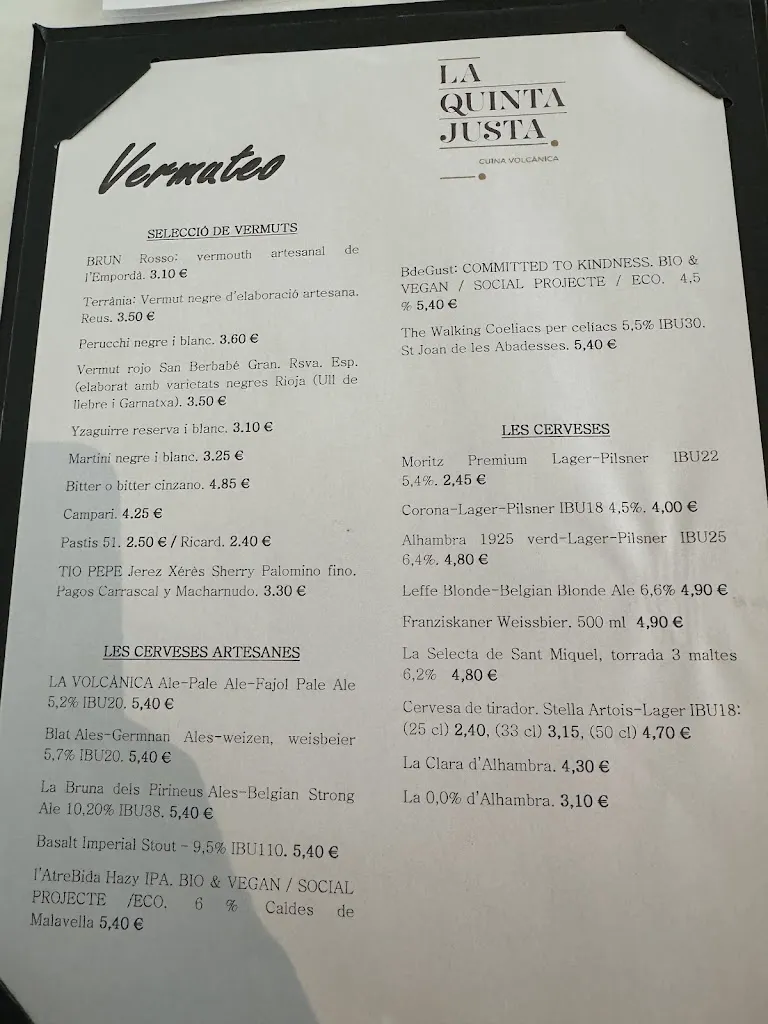 LA
QUINTA
JUSTA
CUINA VOLCÀNICA
Vermuteo
SELECCIÓ DE VERMUTS
BRUN Rosso: vermouth artesanal de
l'Empordà. 3.10 €
Terrània: Vermut negre d'elaboració artesana.
Reus. 3.50 €
Perucchi negre i blanc. 3.60 €
Vermut rojo San Berbabé Gran. Rsva. Esp.
(elaborat amb varietats negres Rioja (Ull de
llebre i Garnatxa). 3.50 €
Yzaguirre reserva i blanc. 3.10 €
Martini negre i blanc. 3.25 €
Bitter o bitter cinzano. 4.85 €
Campari. 4.25 €
Pastis 51. 2.50 € / Ricard. 2.40 €
TIO PEPE Jerez Xérès Sherry Palomino fino.
Pagos Carrascal y Macharnudo. 3.30 €
LES CERVESES ARTESANES
LA VOLCÀNICA Ale-Pale Ale-Fajol Pale Ale
5,2% IBU20. 5,40 €
Blat Ales-Germnan Ales-weizen, weisbeier
5,7% IBU20. 5,40 €
La Bruna dels Pirineus Ales-Belgian Strong
Ale 10,20% IBU38. 5,40 €
Basalt Imperial Stout - 9,5% IBU110. 5,40 €
l'AtreBida Hazy IPA. BIO & VEGAN / SOCIAL
PROJECTE /ECO. 6 % Caldes de
Malavella 5,40 €
BdeGust: COMMITTED TO KINDNESS. BIO &
VEGAN / SOCIAL PROJECTE / ECO. 4,5
% 5,40 €
The Walking Coeliacs per celíacs 5,5% IBU30.
St Joan de les Abadesses. 5,40 €
LES CERVESES
Moritz Premium Lager-Pilsner IBU22
5,4%. 2,45 €
Corona-Lager-Pilsner IBU18 4,5%. 4,00 €
Alhambra 1925 verd-Lager-Pilsner IBU25
6,4%. 4,80 €
Leffe Blonde-Belgian Blonde Ale 6,6% 4,90 €
Franziskaner Weissbier. 500 ml 4,90 €
La Selecta de Sant Miquel, torrada 3 maltes
6,2% 4,80 €
Cervesa de tirador. Stella Artois-Lager IBU18:
(25 cl) 2,40, (33 cl) 3,15, (50 cl) 4,70 €
La Clara d'Alhambra. 4,30 €
La 0,0% d'Alhambra. 3,10 €